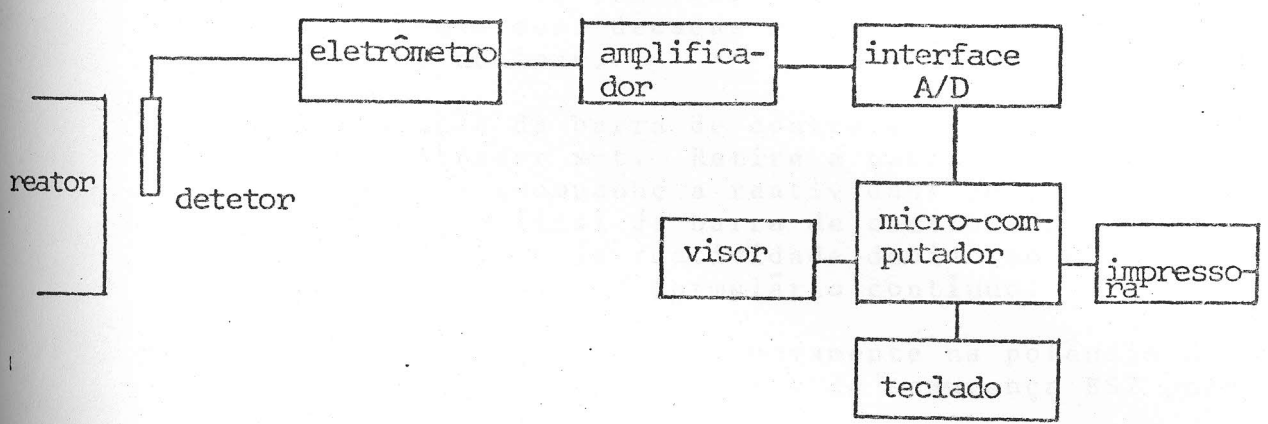 eletrômetro
amplifica-
dor
interface
A/D
reator
detetor
visor
micro-com-
putador
impresso-
ra
teclado